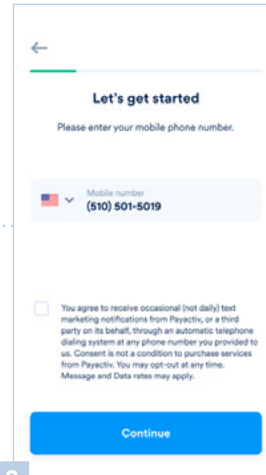 Let's get started
Please enter your mobile phone number.
Mobile number
(510) 501-5019
You agree to receive occasional (not daily) text
marketing notifications from Payactiv, or a third
party on its behalf, through an automatic telephone
dialing system at any phone number you provided to
us. Consent is not a condition to purchase services
from Payactiv. You may opt-out at any time.
Message and Data rates may apply.
Continue